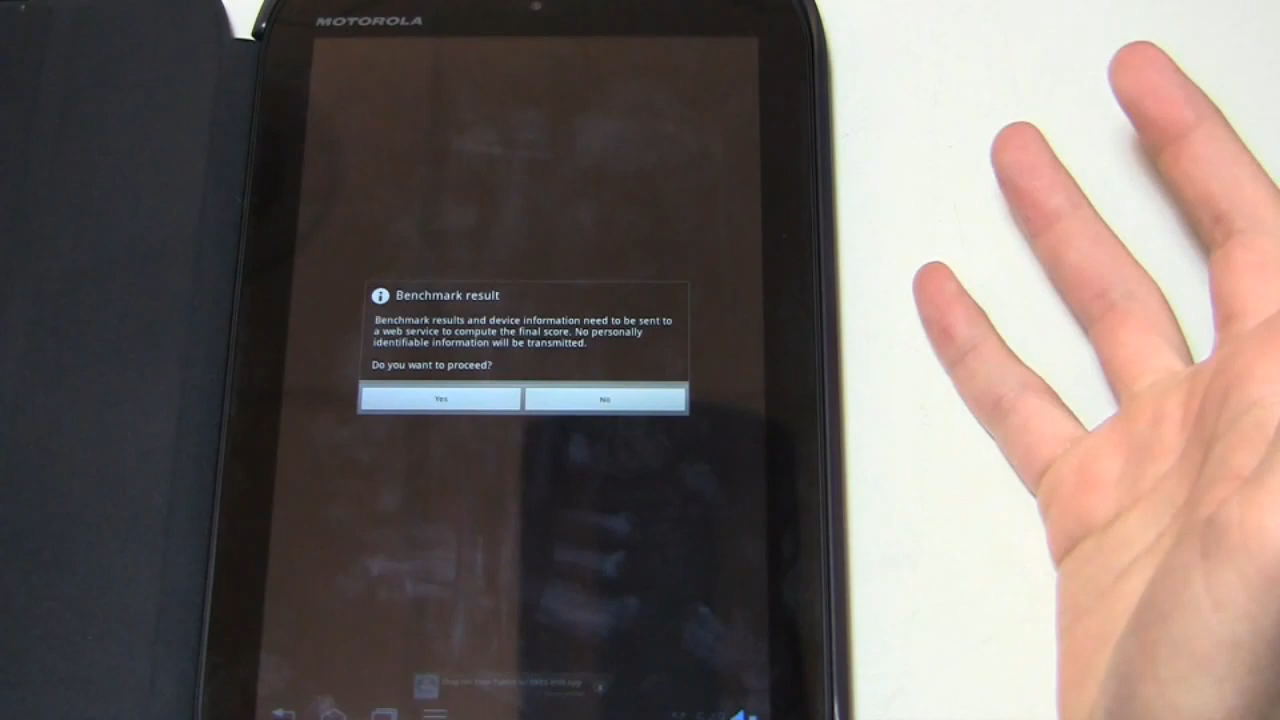 MOTOROLA
Benchmark result
Benchmark results and device information need to be sent to
a web service to compute the final score. No personally
identifiable information will be transmitted.
Do you want to proceed?
Yes
No